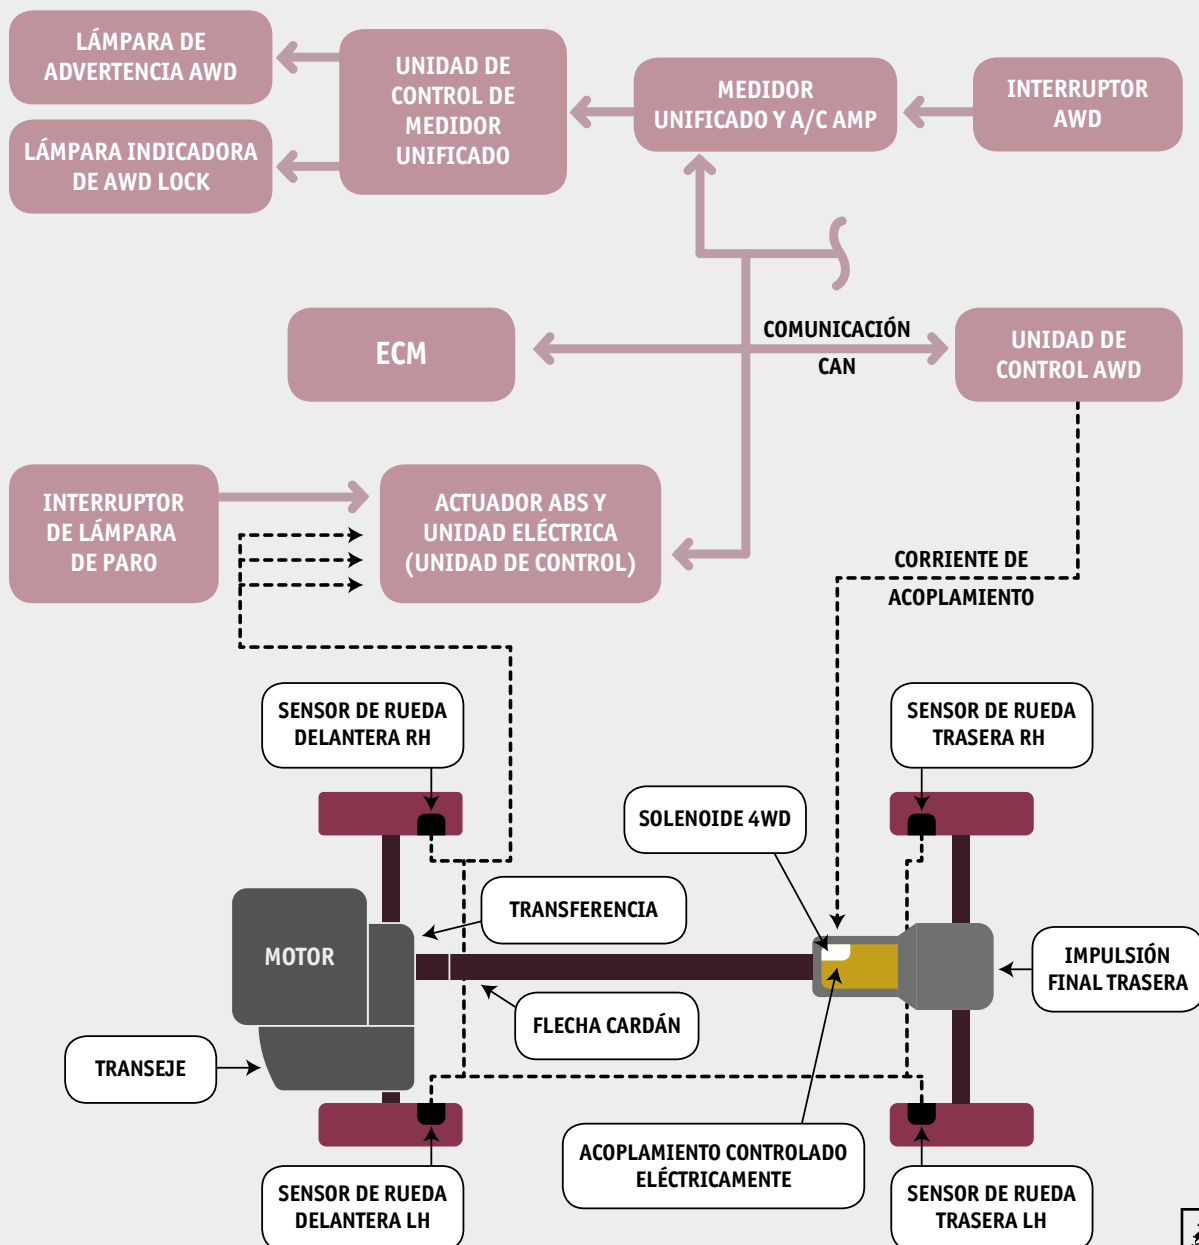 LÁMPARA DE
ADVERTENCIA AWD
UNIDAD DE
CONTROL DE
MEDIDOR
UNIFICADO
MEDIDOR
UNIFICADO Y A/C AMP
INTERRUPTOR
AWD
LÁMPARA INDICADORA
DE AWD LOCK
ECM
COMUNICACIÓN
CAN
UNIDAD DE
CONTROL AWD
INTERRUPTOR
DE LÁMPARA
DE PARO
ACTUADOR ABS Y
UNIDAD ELÉCTRICA
(UNIDAD DE CONTROL)
CORRIENTE DE
ACOPLAMIENTO
SENSOR DE RUEDA
DELANTERA RH
SENSOR DE RUEDA
TRASERA RH
SOLENOIDE 4WD
TRANSFERENCIA
MOTOR
IMPULSIÓN
FINAL TRASERA
FLECHA CARDÁN
TRANSEJE
ACOPLAMIENTO CONTROLADO
ELÉCTRICAMENTE
SENSOR DE RUEDA
DELANTERA LH
SENSOR DE RUEDA
TRASERA LH